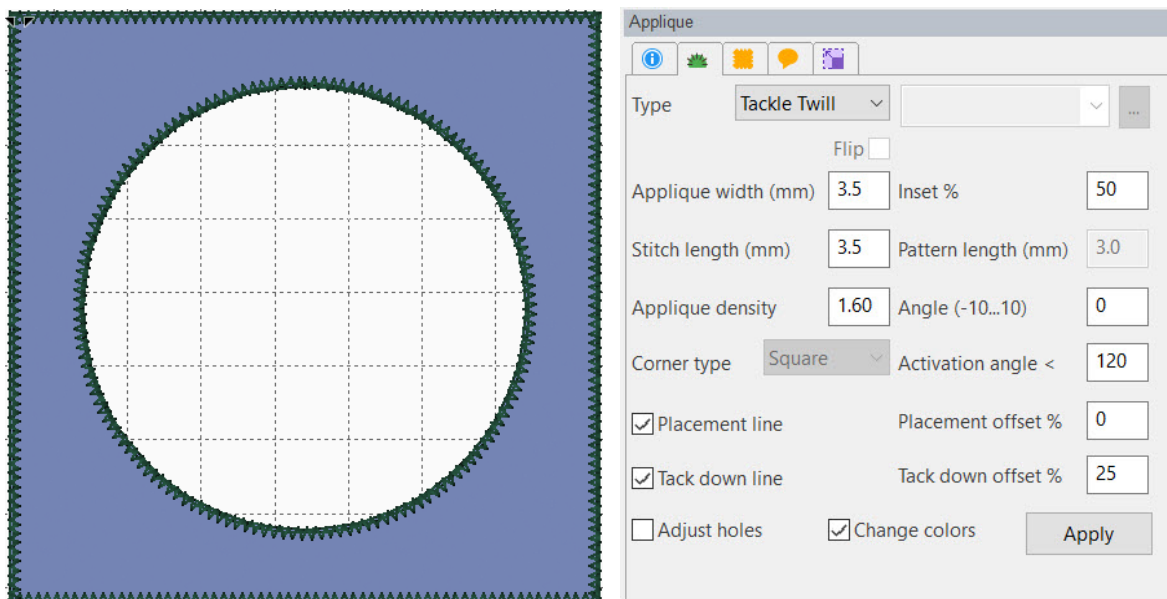 Applique
Type Tackle Twill ...
Flip
Applique width (mm) 3.5 Inset % 50
Stitch length (mm) 3.5 Pattern length (mm) 3.0
Applique density 1.60 Angle (-10...10) 0
Corner type Square Activation angle < 120
Placement line Placement offset % 0
Tack down line Tack down offset % 25
Adjust holes Change colors Apply